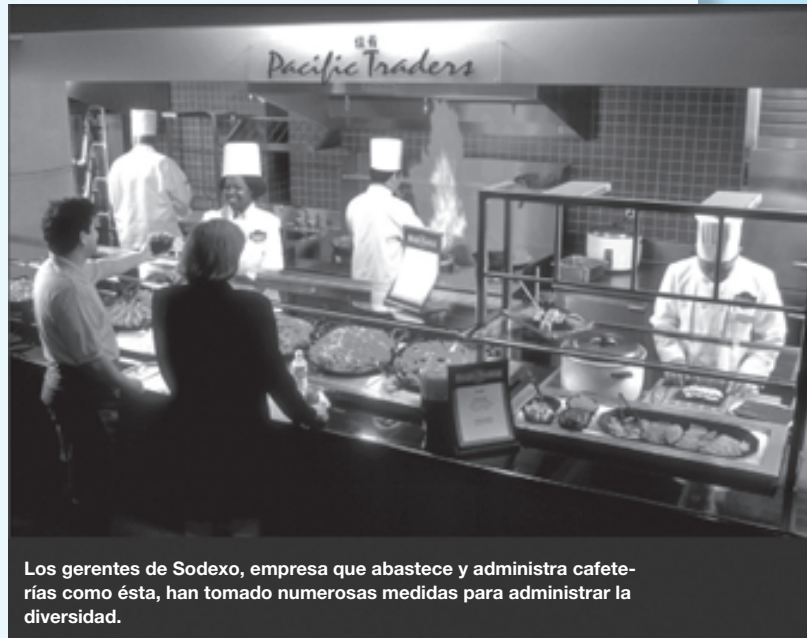 Pacific Traders
Los gerentes de Sodexo, empresa que abastece y administra cafete-
rías como ésta, han tomado numerosas medidas para administrar la
diversidad.